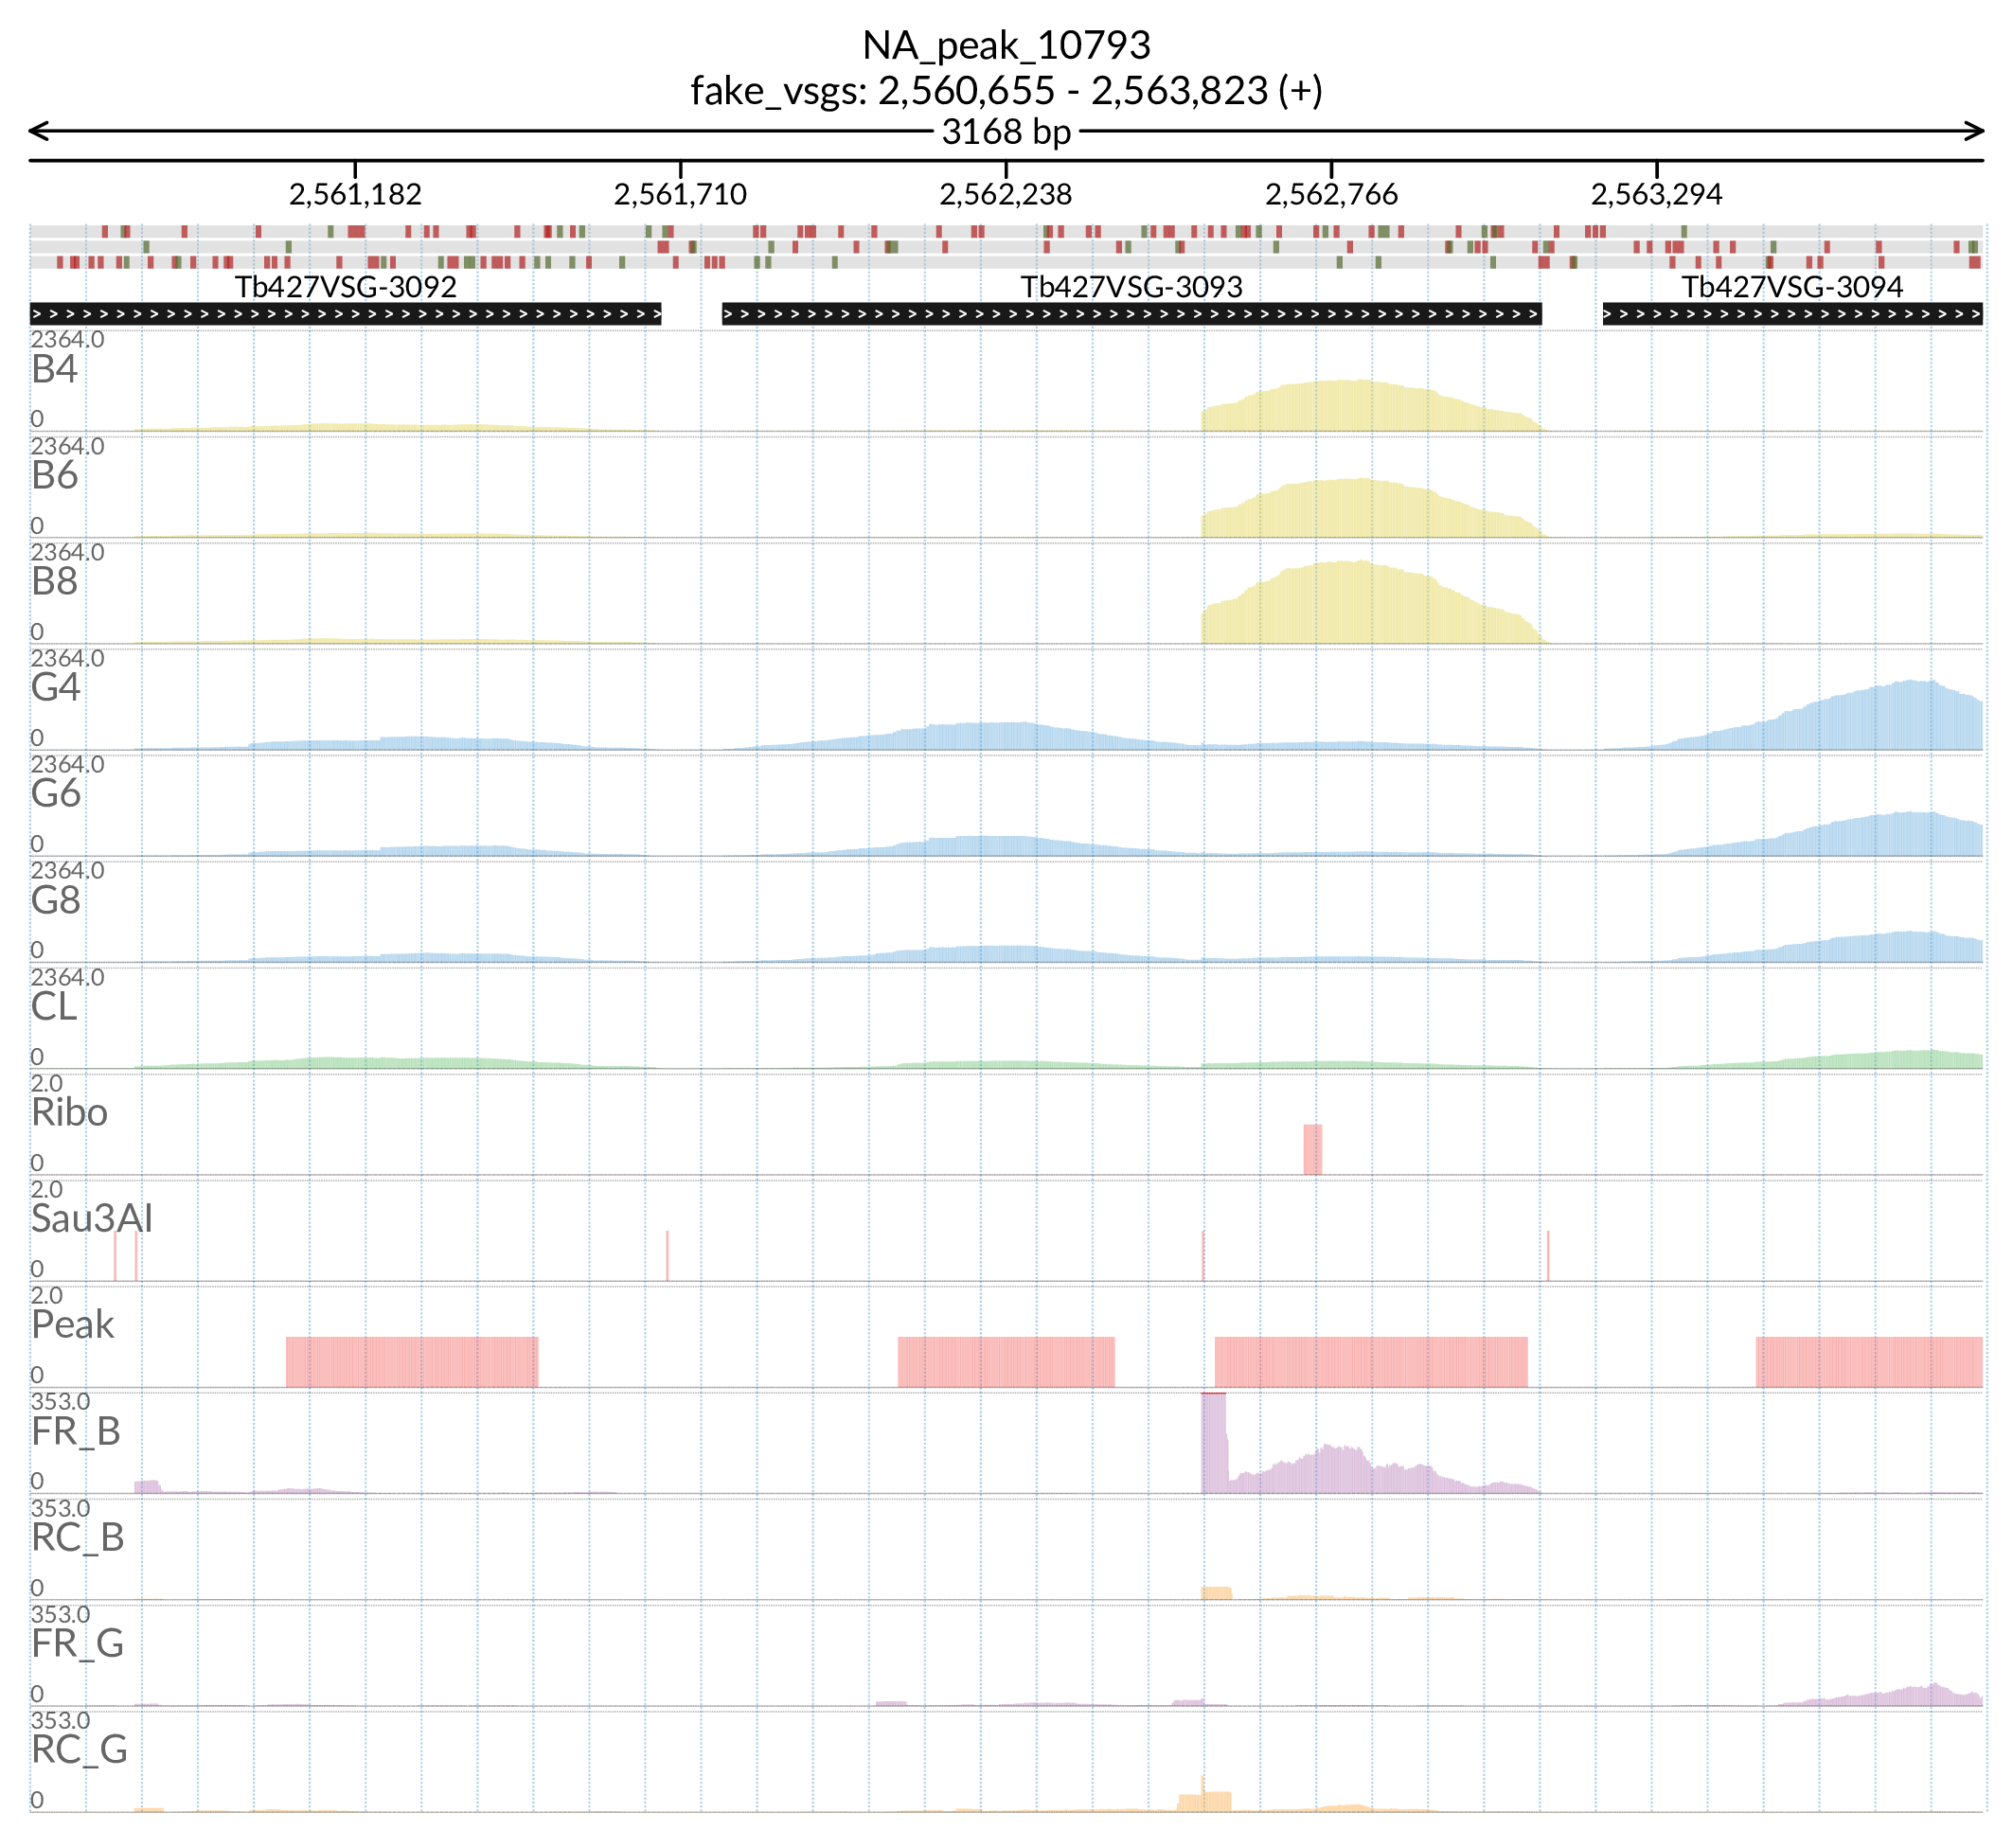 NA_peak_10793
fake_vsgs: 2,560,655 - 2,563,823 (+)
3168 bp
2,561,182 2,561,710 2,562,238 2,562,766 2,563,294
Tb427VSG-3092 Tb427VSG-3093 Tb427VSG-3094
2364.0
B4
0
2364.0
B6
0
2364.0
B8
0
2364.0
G4
0
2364.0
G6
0
2364.0
G8
0
2364.0
CL
0
2.0
Ribo
0
2.0
Sau3AI
0
2.0
Peak
0
353.0
FR_B
0
353.0
RC_B
0
353.0
FR_G
0
353.0
RC_G
0